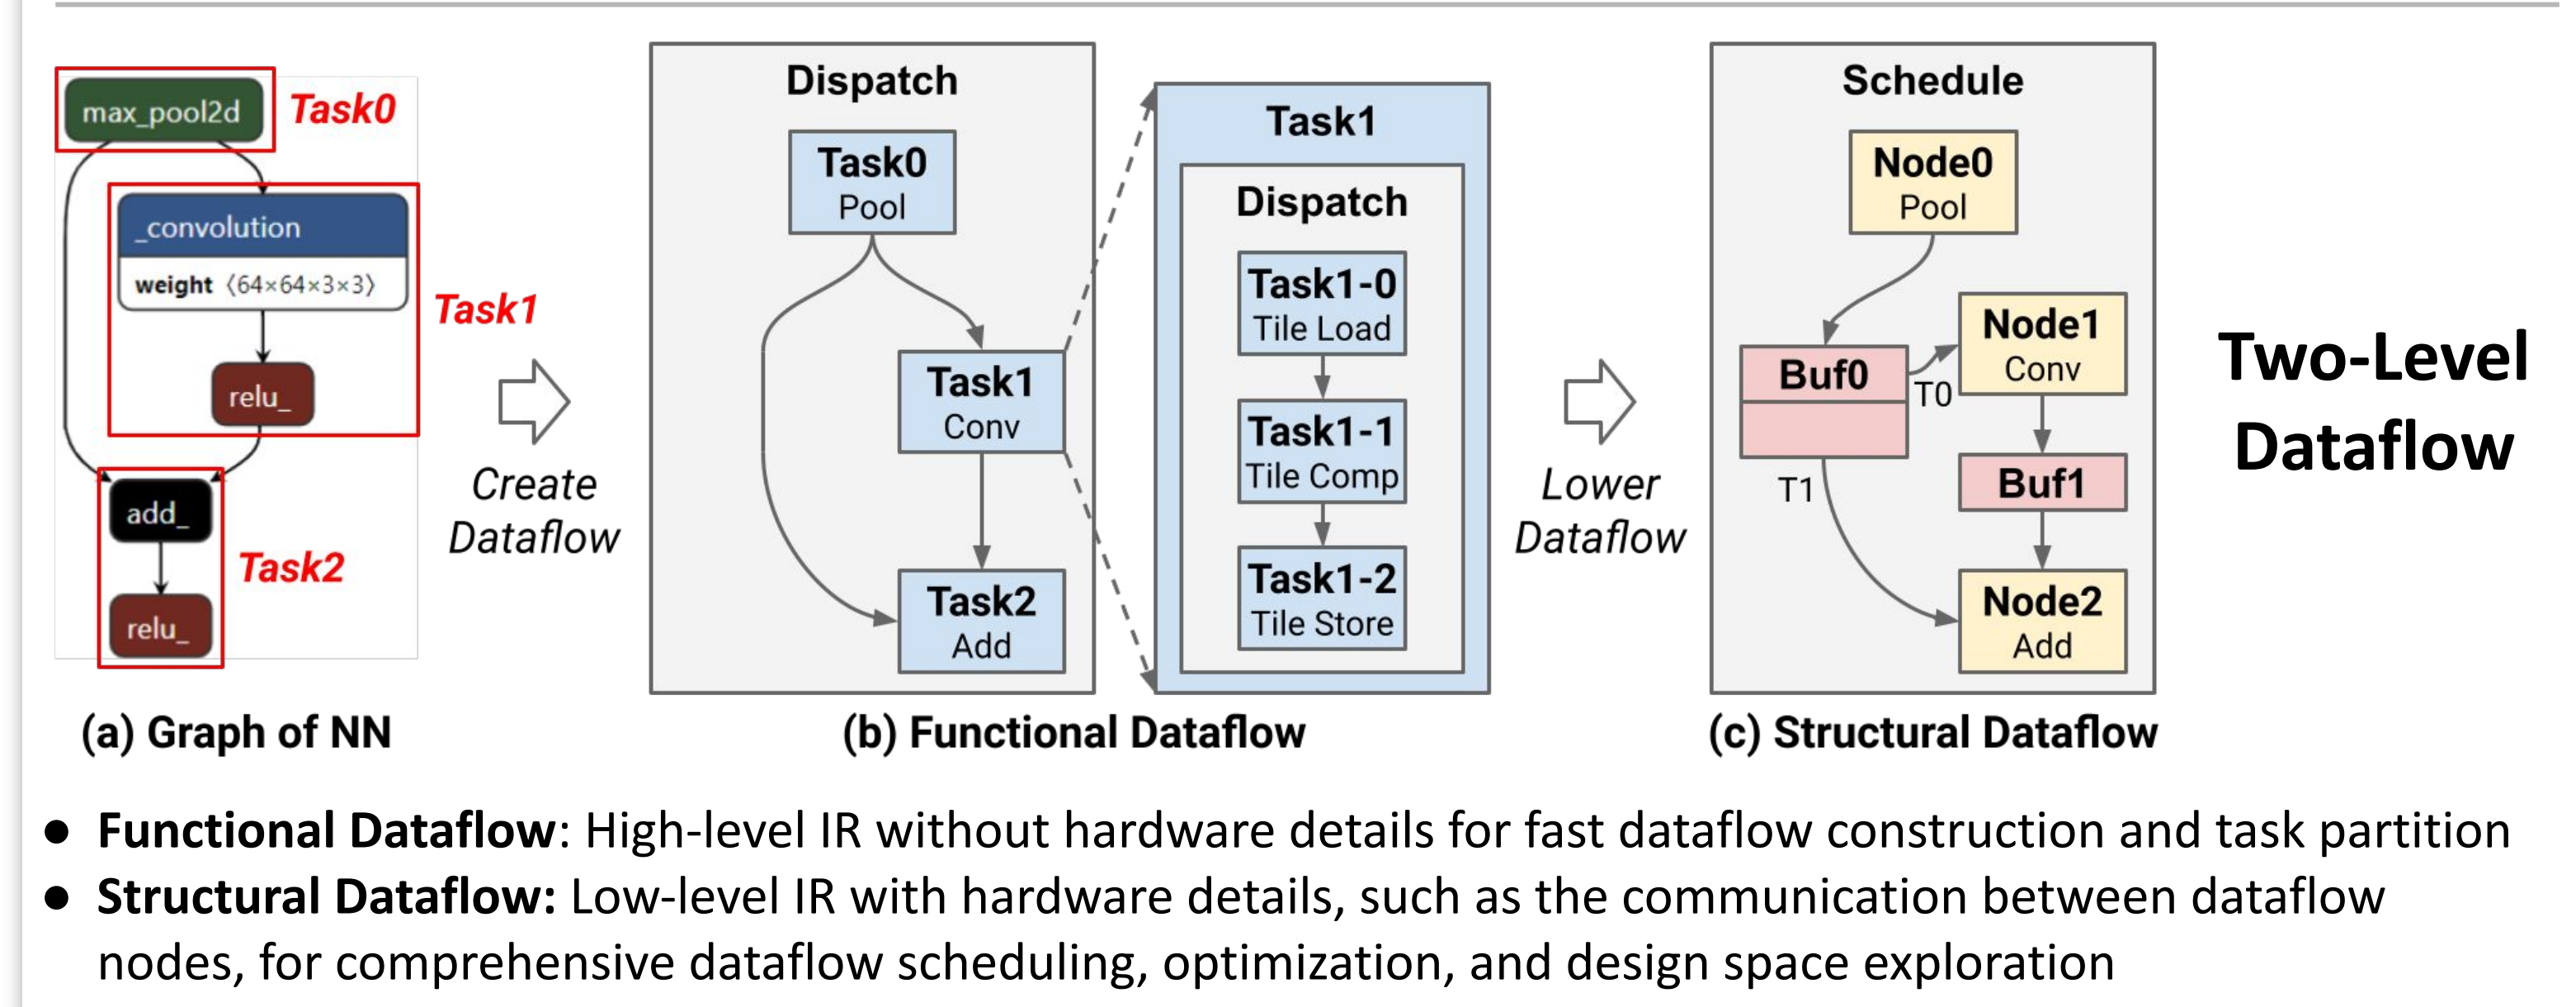 max_pool2d
Task0
_convolution
weight 〈64×64×3×3〉
Task1
relu_
add_
Task2
relu_
(a) Graph of NN
Create
Dataflow
Dispatch
Task0
Pool
Task1
Conv
Task2
Add
Task1
Dispatch
Task1-0
Tile Load
Task1-1
Tile Comp
Task1-2
Tile Store
(b) Functional Dataflow
Lower
Dataflow
Schedule
Node0
Pool
Buf0
T0
Node1
Conv
T1
Buf1
Node2
Add
(c) Structural Dataflow
Two-Level
Dataflow
● Functional Dataflow: High-level IR without hardware details for fast dataflow construction and task partition
● Structural Dataflow: Low-level IR with hardware details, such as the communication between dataflow
nodes, for comprehensive dataflow scheduling, optimization, and design space exploration